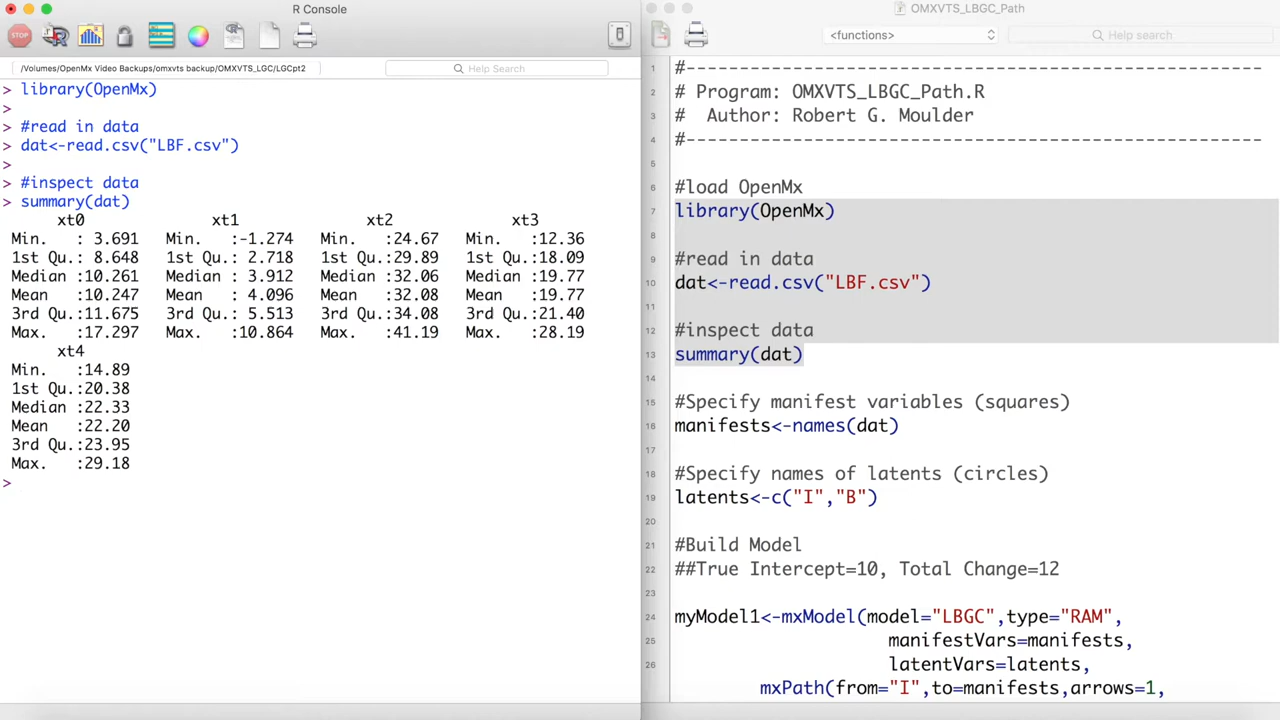 R Console
STOP
/Volumes/OpenMx Video Backups/omxvts backup/OMXVTS_LGC/LGCpt2
Help Search
> library(OpenMx)
>
> #read in data
> dat<-read.csv("LBF.csv")
>
> #inspect data
> summary(dat)
xt0 xt1 xt2 xt3
Min. : 3.691 Min. :-1.274 Min. :24.67 Min. :12.36
1st Qu.: 8.648 1st Qu.: 2.718 1st Qu.:29.89 1st Qu.:18.09
Median :10.261 Median : 3.912 Median :32.06 Median :19.77
Mean :10.247 Mean : 4.096 Mean :32.08 Mean :19.77
3rd Qu.:11.675 3rd Qu.: 5.513 3rd Qu.:34.08 3rd Qu.:21.40
Max. :17.297 Max. :10.864 Max. :41.19 Max. :28.19
xt4
Min. :14.89
1st Qu.:20.38
Median :22.33
Mean :22.20
3rd Qu.:23.95
Max. :29.18
>
OMXVTS_LBGC_Path
<functions>
Help search
1 #------------------------------------------------------
2 # Program: OMXVTS_LBGC_Path.R
3 # Author: Robert G. Moulder
4 #------------------------------------------------------
5
6 #load OpenMx
7 library(OpenMx)
8
9 #read in data
10 dat<-read.csv("LBF.csv")
11
12 #inspect data
13 summary(dat)
14
15 #Specify manifest variables (squares)
16 manifests<-names(dat)
17
18 #Specify names of latents (circles)
19 latents<-c("I","B")
20
21 #Build Model
22 ##True Intercept=10, Total Change=12
23
24 myModel1<-mxModel(model="LBGC",type="RAM",
25 manifestVars=manifests,
26 latentVars=latents,
mxPath(from="I",to=manifests,arrows=1,